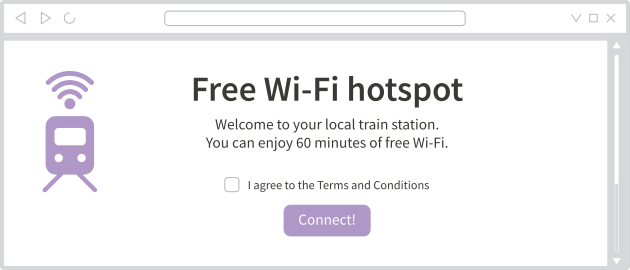 Free Wi-Fi hotspot
Welcome to your local train station.
You can enjoy 60 minutes of free Wi-Fi.
I agree to the Terms and Conditions
Connect!